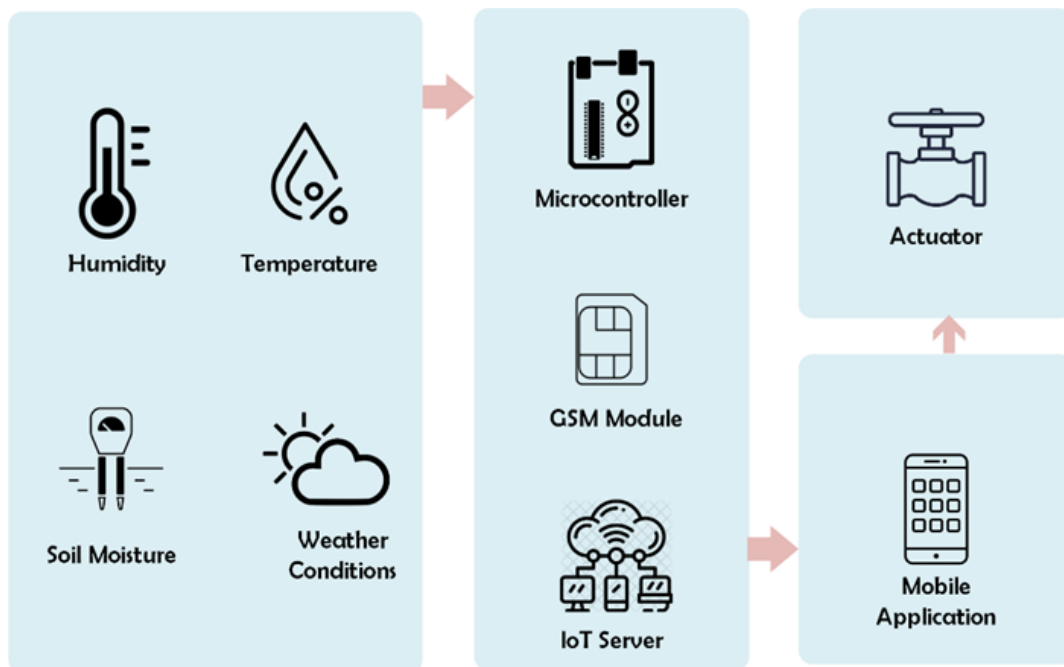 Humidity
Temperature
Soil Moisture
Weather
Conditions
Microcontroller
GSM Module
IoT Server
Actuator
Mobile
Application